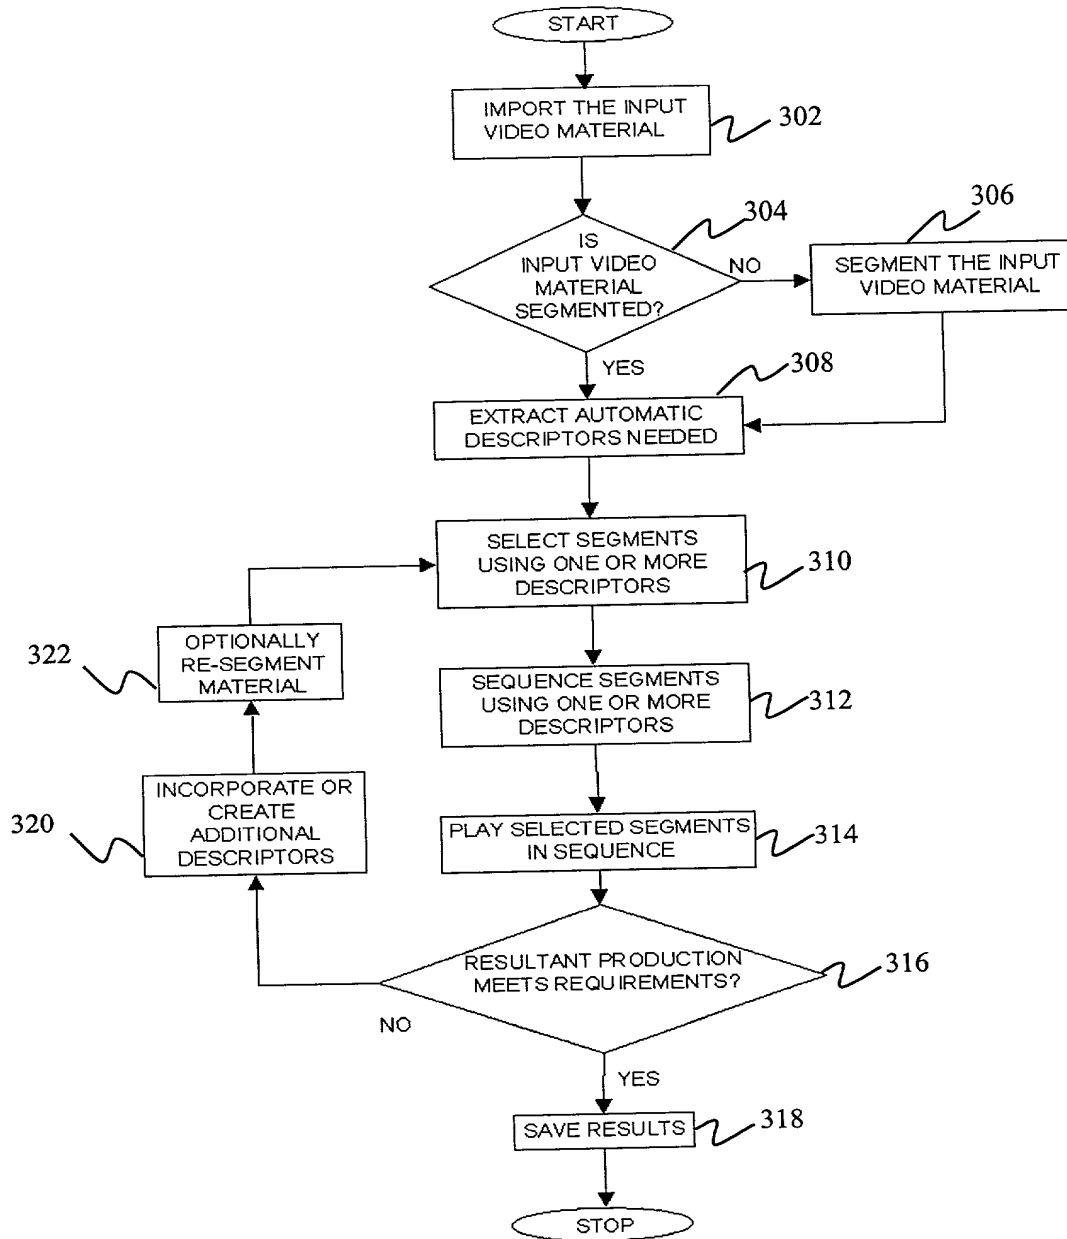 START
IMPORT THE INPUT
VIDEO MATERIAL
302
304
306
IS
INPUT VIDEO
MATERIAL
SEGMENTED?
NO
SEGMENT THE INPUT
VIDEO MATERIAL
YES
308
EXTRACT AUTOMATIC
DESCRIPTORS NEEDED
SELECT SEGMENTS
USING ONE OR MORE
DESCRIPTORS
310
322
OPTIONALLY
RE-SEGMENT
MATERIAL
SEQUENCE SEGMENTS
USING ONE OR MORE
DESCRIPTORS
312
320
INCORPORATE OR
CREATE
ADDITIONAL
DESCRIPTORS
PLAY SELECTED SEGMENTS
IN SEQUENCE
314
RESULTANT PRODUCTION
MEETS REQUIREMENTS?
316
NO
YES
SAVE RESULTS
318
STOP